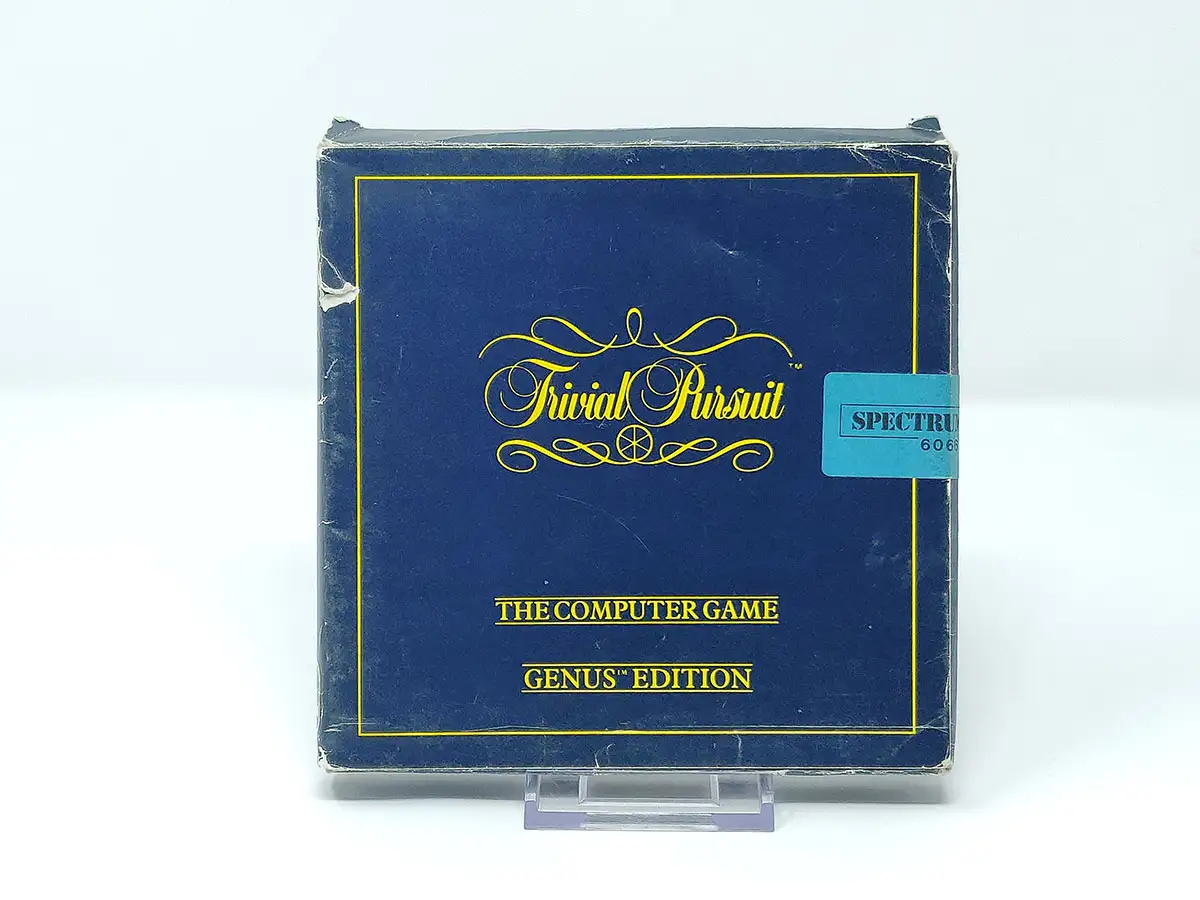 Trivial Pursuit™
SPECTRU
606
THE COMPUTER GAME
GENUS™ EDITION